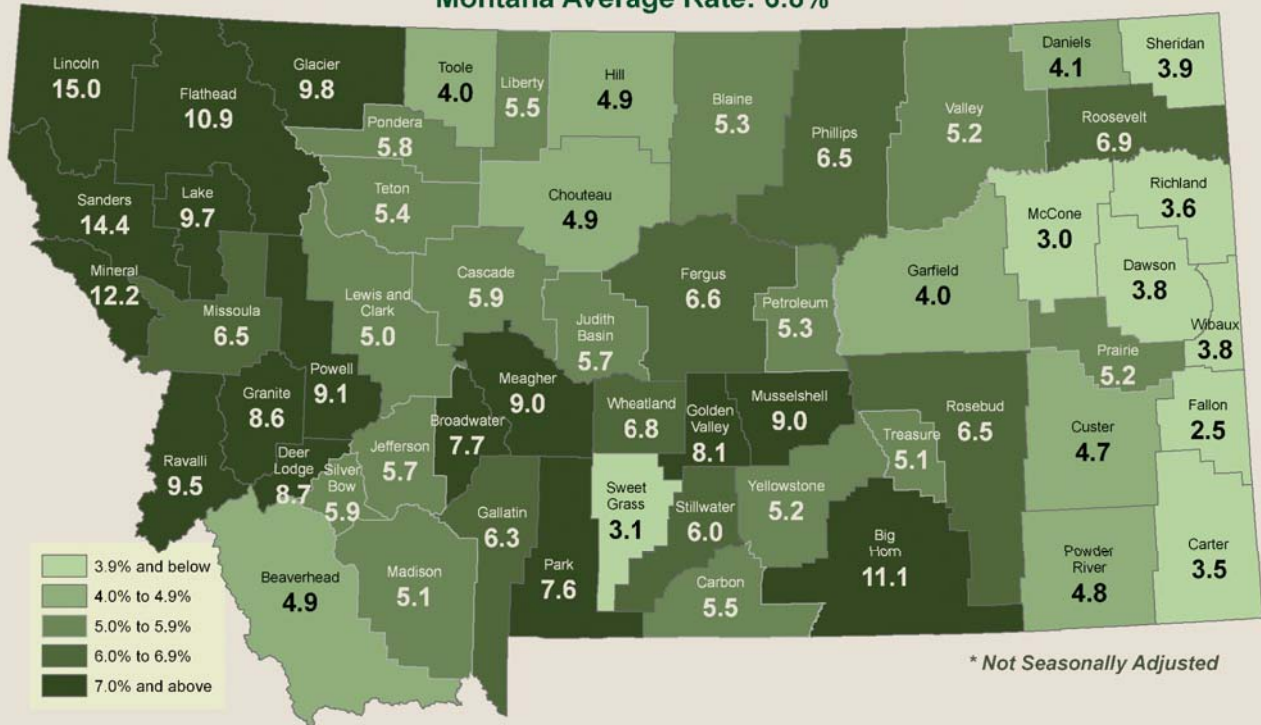 Montana Average Rate:
Lincoln
15.0
Flathead
10.9
Glacier
9.8
Toole
4.0
Liberty
5.5
Hill
4.9
Blaine
5.3
Phillips
6.5
Valley
5.2
Daniels
4.1
Sheridan
3.9
Roosevelt
6.9
Pondera
5.8
Teton
5.4
Chouteau
4.9
Sanders
14.4
Lake
9.7
Mineral
12.2
Missoula
6.5
Lewis and
Clark
5.0
Cascade
5.9
Judith
Basin
5.7
Fergus
6.6
Petroleum
5.3
Garfield
4.0
McCone
3.0
Richland
3.6
Dawson
3.8
Wibaux
3.8
Prairie
5.2
Fallon
2.5
Powell
9.1
Granite
8.6
Ravalli
9.5
Deer
Lodge
8.7
Silver
Bow
5.9
Jefferson
5.7
Broadwater
7.7
Meagher
9.0
Wheatland
6.8
Golden
Valley
8.1
Musselshell
9.0
Treasure
5.1
Rosebud
6.5
Custer
4.7
Beaverhead
4.9
Madison
5.1
Gallatin
6.3
Park
7.6
Sweet
Grass
3.1
Stillwater
6.0
Yellowstone
5.2
Carbon
5.5
Big
Horn
11.1
Powder
River
4.8
Carter
3.5
3.9% and below
4.0% to 4.9%
5.0% to 5.9%
6.0% to 6.9%
7.0% and above
* Not Seasonally Adjusted